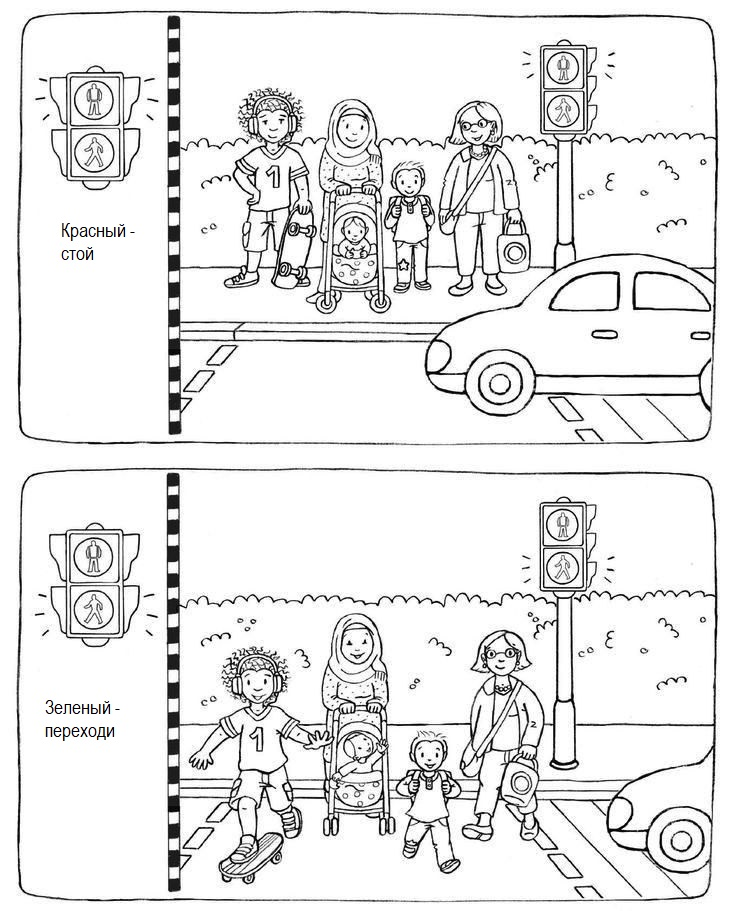 Красный -
стой
1
Зеленый -
переходи
1